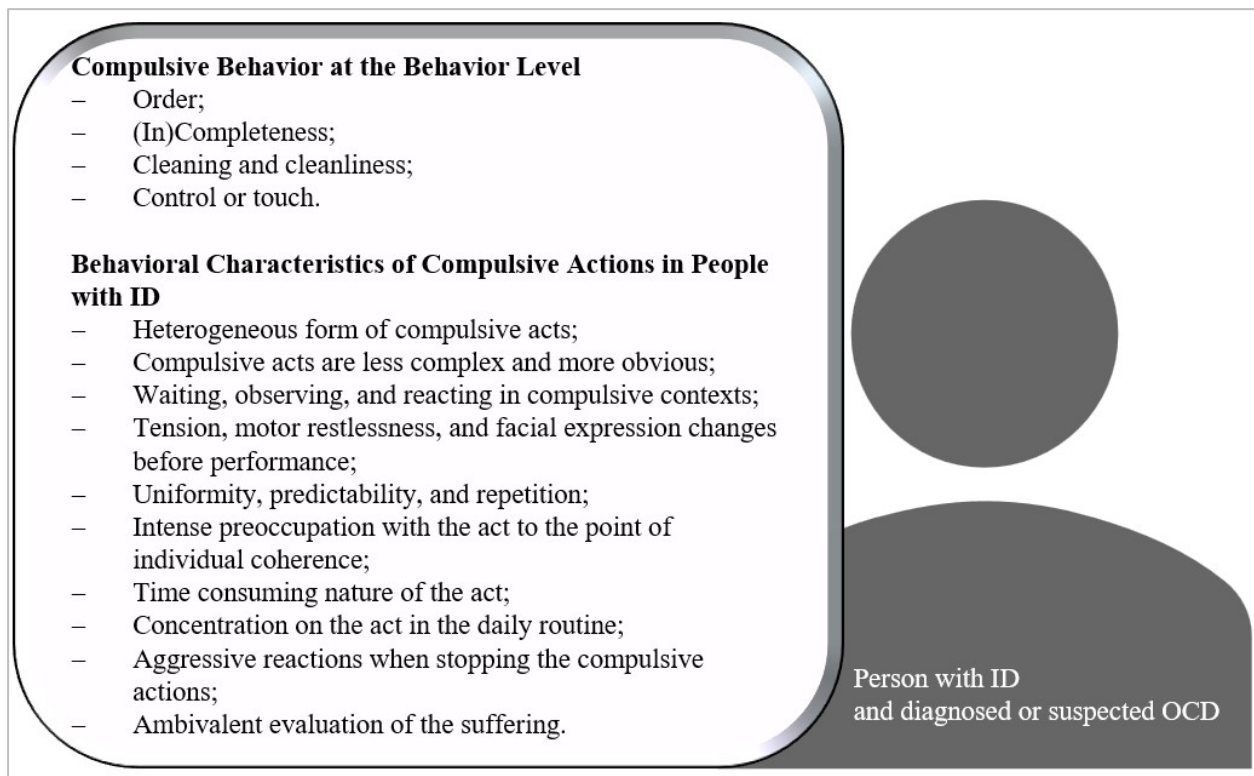 Compulsive Behavior at the Behavior Level
– Order;
– (In)Completeness;
– Cleaning and cleanliness;
– Control or touch.
Behavioral Characteristics of Compulsive Actions in People
with ID
– Heterogeneous form of compulsive acts;
– Compulsive acts are less complex and more obvious;
– Waiting, observing, and reacting in compulsive contexts;
– Tension, motor restlessness, and facial expression changes
before performance;
– Uniformity, predictability, and repetition;
– Intense preoccupation with the act to the point of
individual coherence;
– Time consuming nature of the act;
– Concentration on the act in the daily routine;
– Aggressive reactions when stopping the compulsive
actions;
– Ambivalent evaluation of the suffering.
Person with ID
and diagnosed or suspected OCD